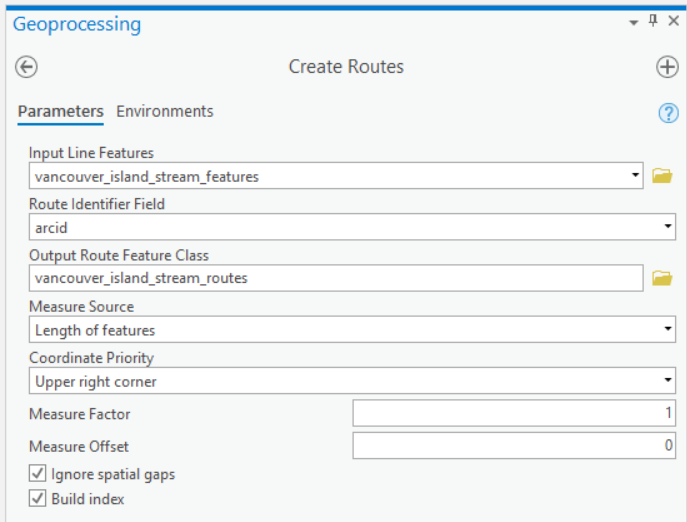 Geoprocessing
Create Routes
Parameters Environments
Input Line Features
vancouver_island_stream_features
Route Identifier Field
arcid
Output Route Feature Class
vancouver_island_stream_routes
Measure Source
Length of features
Coordinate Priority
Upper right corner
Measure Factor 1
Measure Offset 0
Ignore spatial gaps
Build index